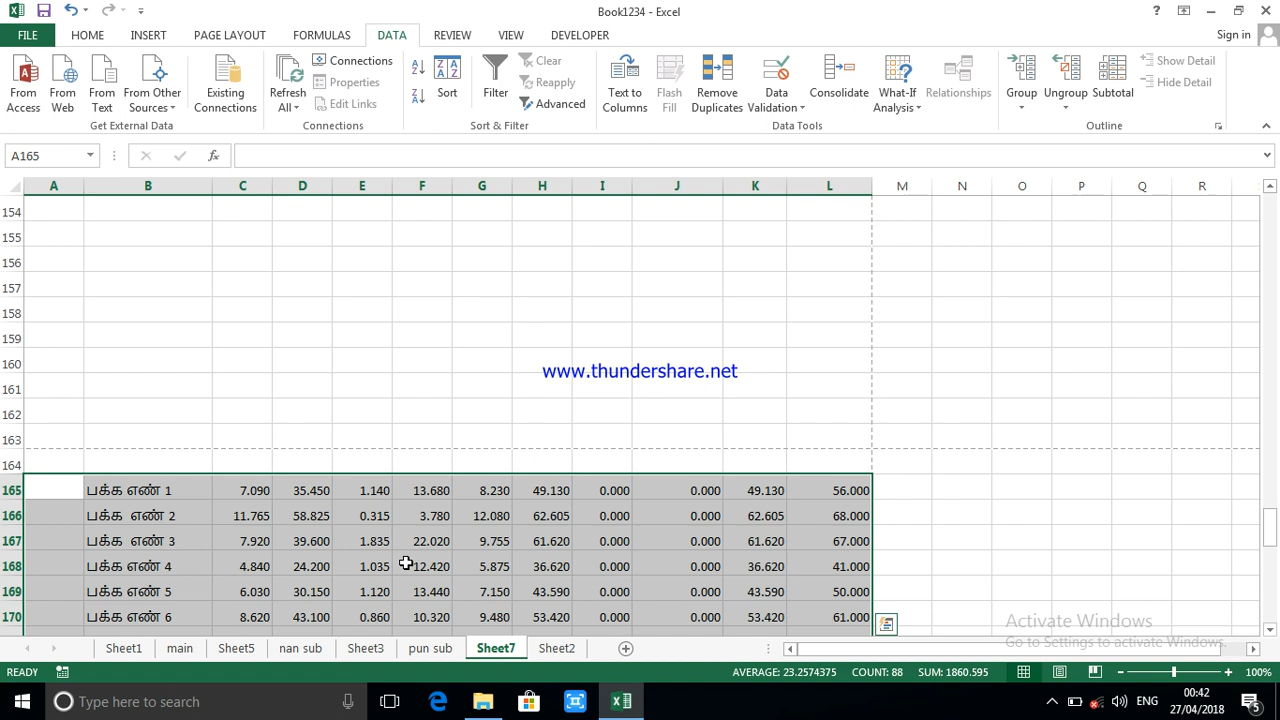 Book1234 - Excel
FILE HOME INSERT PAGE LAYOUT FORMULAS DATA REVIEW VIEW DEVELOPER Sign in
From Access From Web From Text From Other Sources Existing Connections Refresh All Connections Properties Edit Links Sort Filter Clear Reapply Advanced Text to Columns Flash Fill Remove Duplicates Data Validation Consolidate What-If Analysis Relationships Group Ungroup Subtotal Show Detail Hide Detail
Get External Data Connections Sort & Filter Data Tools Outline
A165 fx
A B C D E F G H I J K L M N O P Q R
154
155
156
157
158
159
160
www.thundershare.net
161
162
163
164
165 பக்க எண் 1 7.090 35.450 1.140 13.680 8.230 49.130 0.000 0.000 49.130 56.000
166 பக்க எண் 2 11.765 58.825 0.315 3.780 12.080 62.605 0.000 0.000 62.605 68.000
167 பக்க எண் 3 7.920 39.600 1.835 22.020 9.755 61.620 0.000 0.000 61.620 67.000
168 பக்க எண் 4 4.840 24.200 1.035 12.420 5.875 36.620 0.000 0.000 36.620 41.000
169 பக்க எண் 5 6.030 30.150 1.120 13.440 7.150 43.590 0.000 0.000 43.590 50.000
170 பக்க எண் 6 8.620 43.100 0.860 10.320 9.480 53.420 0.000 0.000 53.420 61.000
Activate Windows
Go to Settings to activate Windows.
Sheet1 main Sheet5 nan sirf Sheet7 Sheet2
READY AVERAGE: 23.2574375 COUNT: 88 SUM: 1860.595 100%
Type here to search ENG 00:42
27/04/2018 5